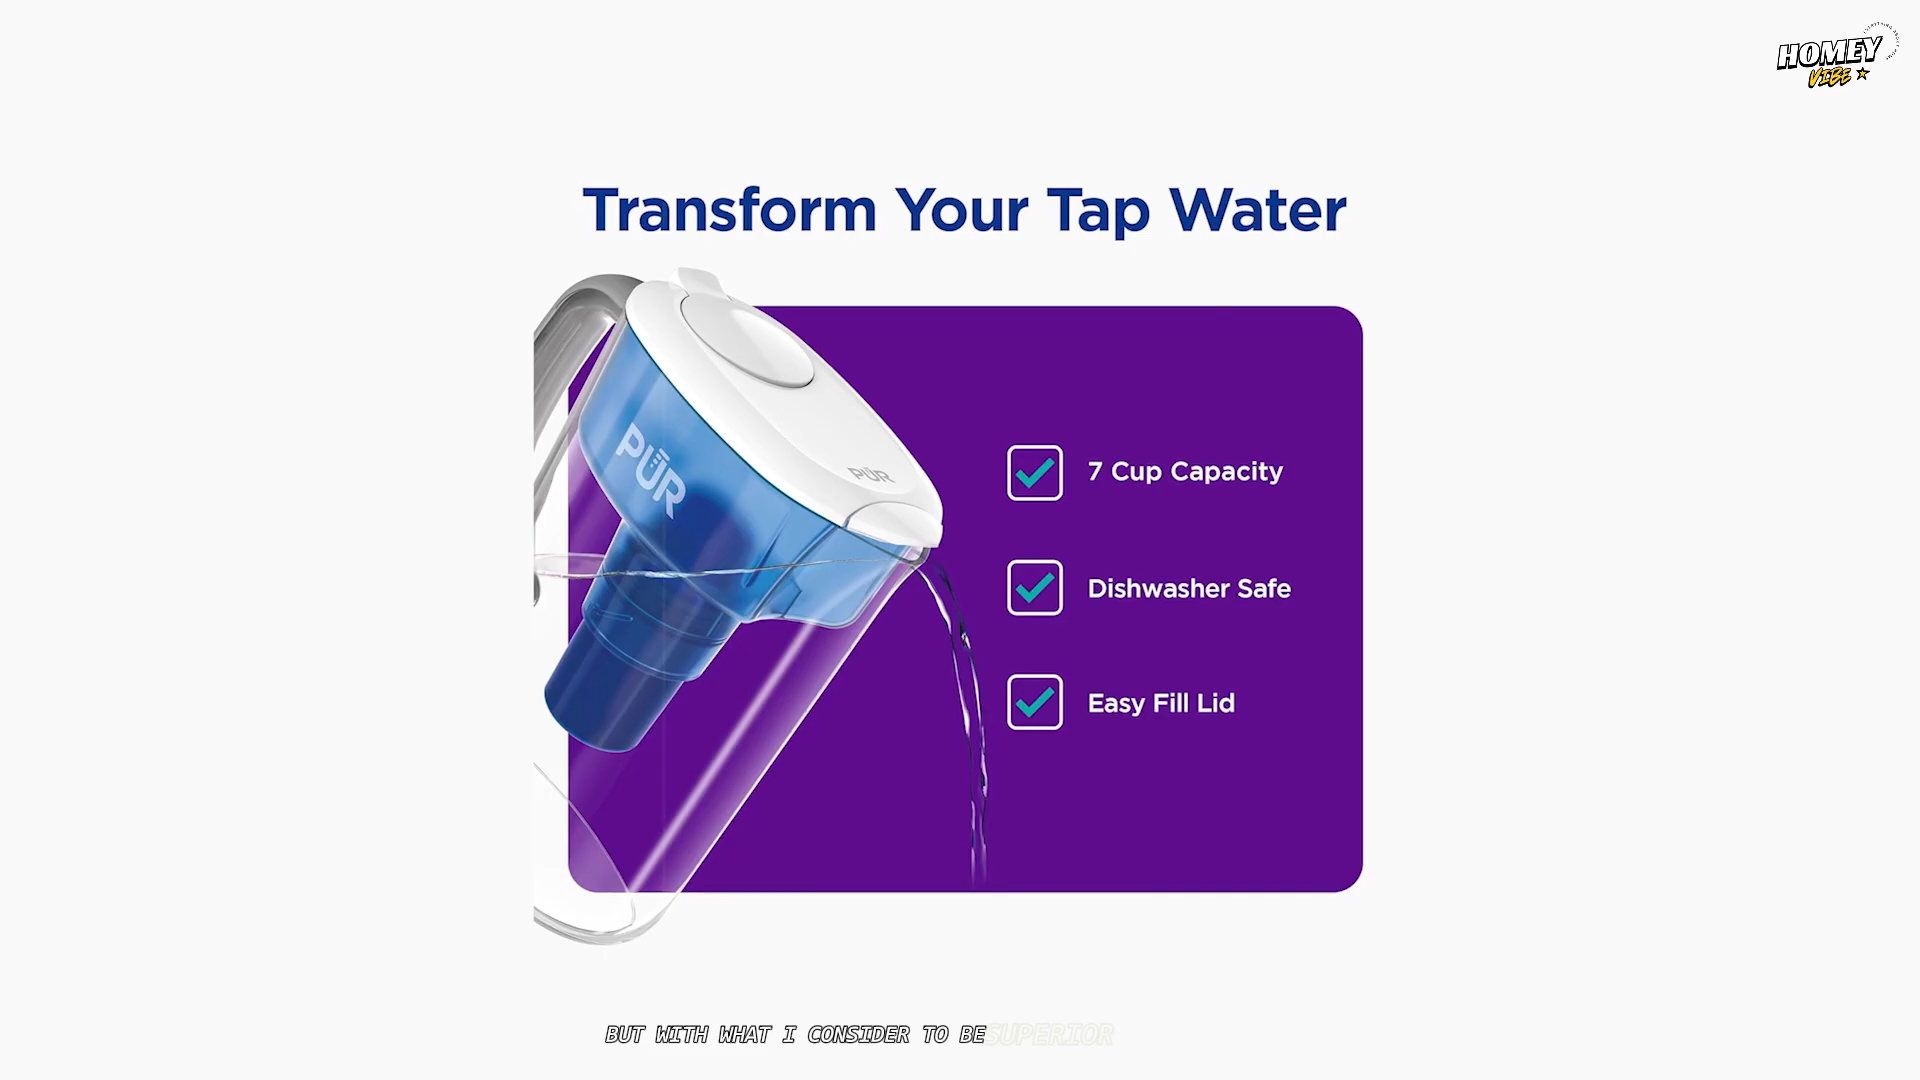 HOMEY
VIBE
Transform Your Tap Water
PUR
PUR
7 Cup Capacity
Dishwasher Safe
Easy Fill Lid
BUT WITH WHAT I CONSIDER TO BE SUPERIOR